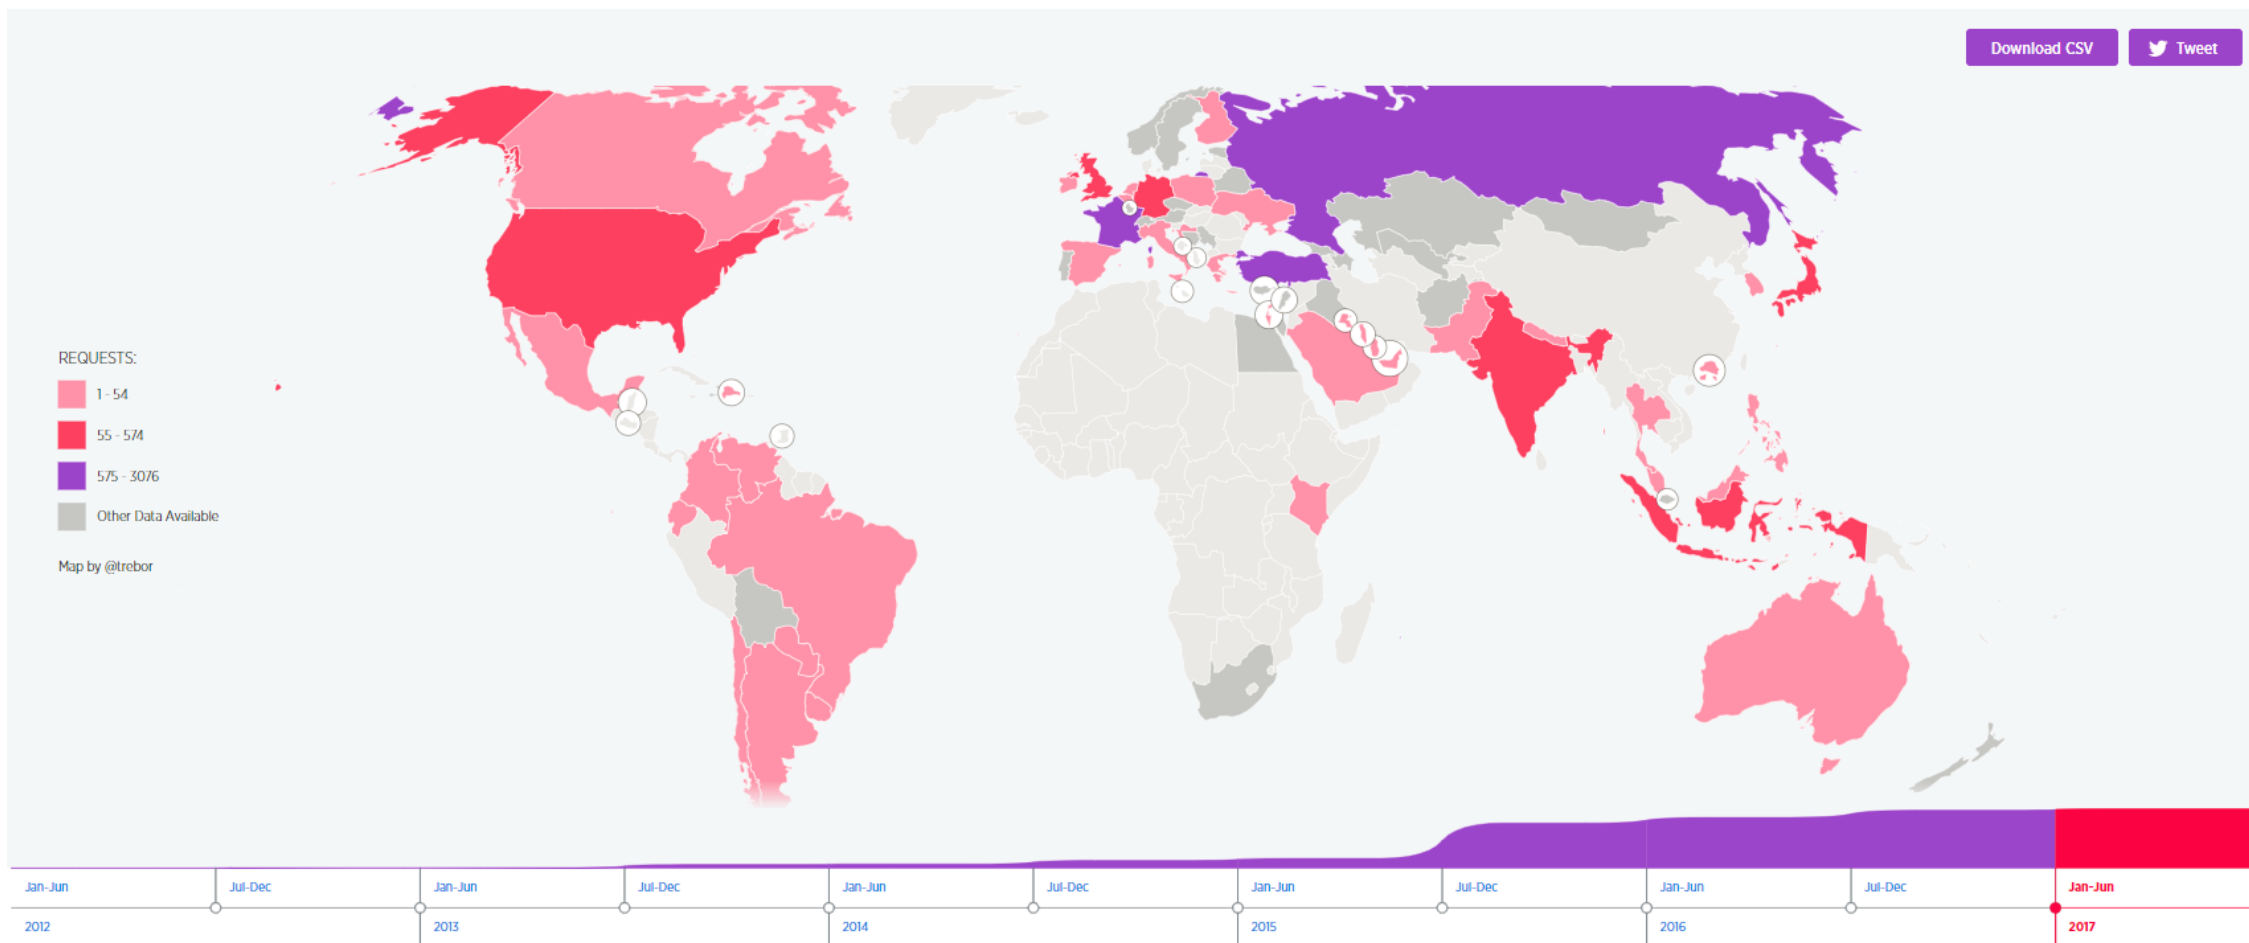 Download CSV
Tweet
REQUESTS:
1 - 54
55 - 574
575 - 3076
Other Data Available
Map by @trebor
Jan-Jun
Jul-Dec
Jan-Jun
Jul-Dec
Jan-Jun
Jul-Dec
Jan-Jun
Jul-Dec
Jan-Jun
Jul-Dec
Jan-Jun
2012
2013
2014
2015
2016
2017